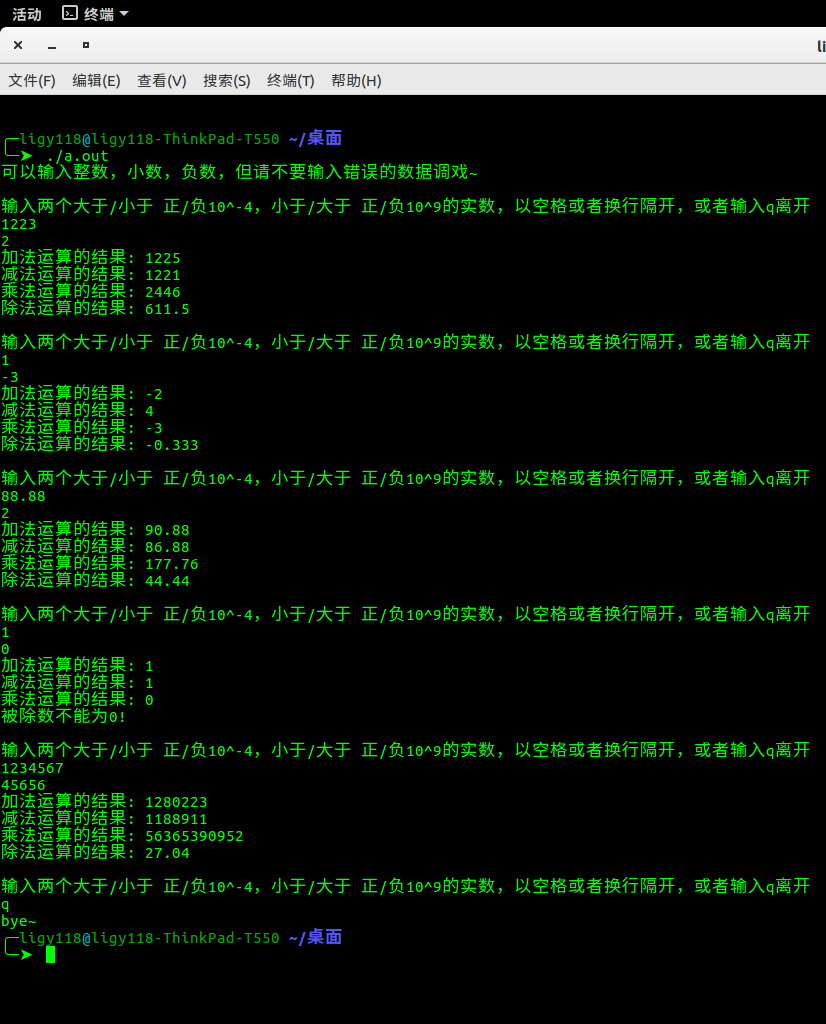 活动 终端
li
文件(F) 编辑(E) 查看(V) 搜索(S) 终端(T) 帮助(H)
ligy118@ligy118-ThinkPad-T550 ~/桌面
./a.out
可以输入整数, 小数, 负数, 但请不要输入错误的数据调戏~
输入两个大于/小于 正/负10^-4, 小于/大于 正/负10^9的实数, 以空格或者换行隔开, 或者输入q离开
1223
2
加法运算的结果: 1225
减法运算的结果: 1221
乘法运算的结果: 2446
除法运算的结果: 611.5
输入两个大于/小于 正/负10^-4, 小于/大于 正/负10^9的实数, 以空格或者换行隔开, 或者输入q离开
1
-3
加法运算的结果: -2
减法运算的结果: 4
乘法运算的结果: -3
除法运算的结果: -0.333
输入两个大于/小于 正/负10^-4, 小于/大于 正/负10^9的实数, 以空格或者换行隔开, 或者输入q离开
88.88
2
加法运算的结果: 90.88
减法运算的结果: 86.88
乘法运算的结果: 177.76
除法运算的结果: 44.44
输入两个大于/小于 正/负10^-4, 小于/大于 正/负10^9的实数, 以空格或者换行隔开, 或者输入q离开
1
0
加法运算的结果: 1
减法运算的结果: 1
乘法运算的结果: 0
被除数不能为0!
输入两个大于/小于 正/负10^-4, 小于/大于 正/负10^9的实数, 以空格或者换行隔开, 或者输入q离开
1234567
45656
加法运算的结果: 1280223
减法运算的结果: 1188911
乘法运算的结果: 56365390952
除法运算的结果: 27.04
输入两个大于/小于 正/负10^-4, 小于/大于 正/负10^9的实数, 以空格或者换行隔开, 或者输入q离开
q
bye~
ligy118@ligy118-ThinkPad-T550 ~/桌面